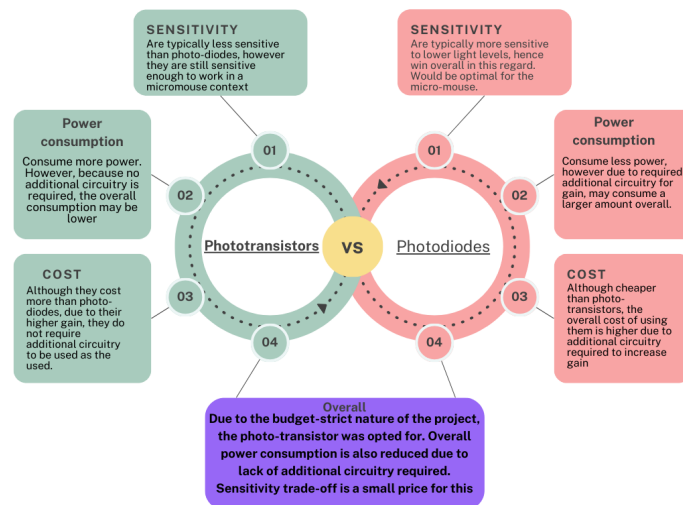 SENSITIVITY
Are typically less sensitive
than photo-diodes, however
they are still sensitive
enough to work in a
micromouse context
SENSITIVITY
Are typically more sensitive
to lower light levels, hence
win overall in this regard.
Would be optimal for the
micro-mouse.
Power
consumption
Consume more power.
However, because no
additional circuitry is
required, the overall
consumption may be
lower
Power
consumption
Consume less power,
however due to required
additional circuitry for
gain, may consume a
larger amount overall.
01
01
02
02
Phototransistors
VS
Photodiodes
COST
Although they cost
more than photo-
diodes, due to their
higher gain, they do
not require
additional circuitry
to be used as the
used.
COST
Although cheaper
than photo-
transistors, the
overall cost of using
them is higher due to
additional circuitry
required to increase
gain
03
03
04
04
Overall
Due to the budget-strict nature of the project,
the photo-transistor was opted for. Overall
power consumption is also reduced due to
lack of additional circuitry required.
Sensitivity trade-off is a small price for this